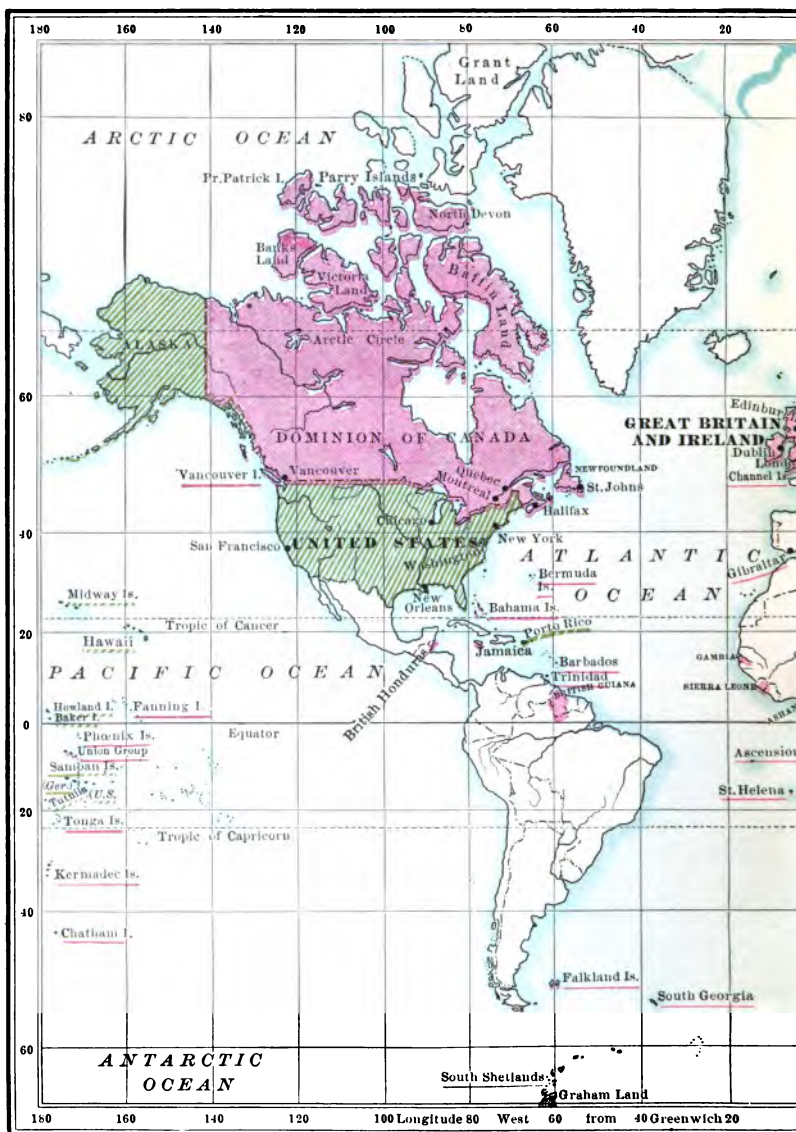 180 160 140 120 100 80 60 40 20
Grant
Land
80
ARCTIC OCEAN
Pr. Patrick I.
Parry Islands
North Devon
Banks
Land
Victoria
Land
Baffin Land
ALASKA
Arctic Circle
60
Edinbur
GREAT BRITAIN
AND IRELAND
Dublin
Lon
Channel Is
DOMINION OF CANADA
Vancouver I.
Vancouver
Quebec
Montreal
NEWFOUNDLAND
St. Johns
Halifax
40
Chicago
San Francisco
UNITED STATES
New York
Washington
ATLANTIC
OCEAN
Gibraltar
Bermuda
Is.
New
Orleans
Bahama Is.
Midway Is.
Tropic of Cancer
20
Hawaii
Porto Rico
Jamaica
PACIFIC OCEAN
British Honduras
Barbados
Trinidad
BRITISH GUIANA
GAMBIA
SIERRA LEONE
ASHAN
Howland I.
Baker I.
Fanning I.
0
Equator
Phœnix Is.
Union Group
Samoan Is.
(Ger.)
Tutuila
(U.S.
Ascension
St. Helena
20
Tonga Is.
Tropic of Capricorn
Kermadec Is.
40
Chatham I.
Falkland Is.
South Georgia
60
ANTARCTIC
OCEAN
South Shetlands
Graham Land
180 160 140 120 100 Longitude 80 West 60 from 40 Greenwich 20